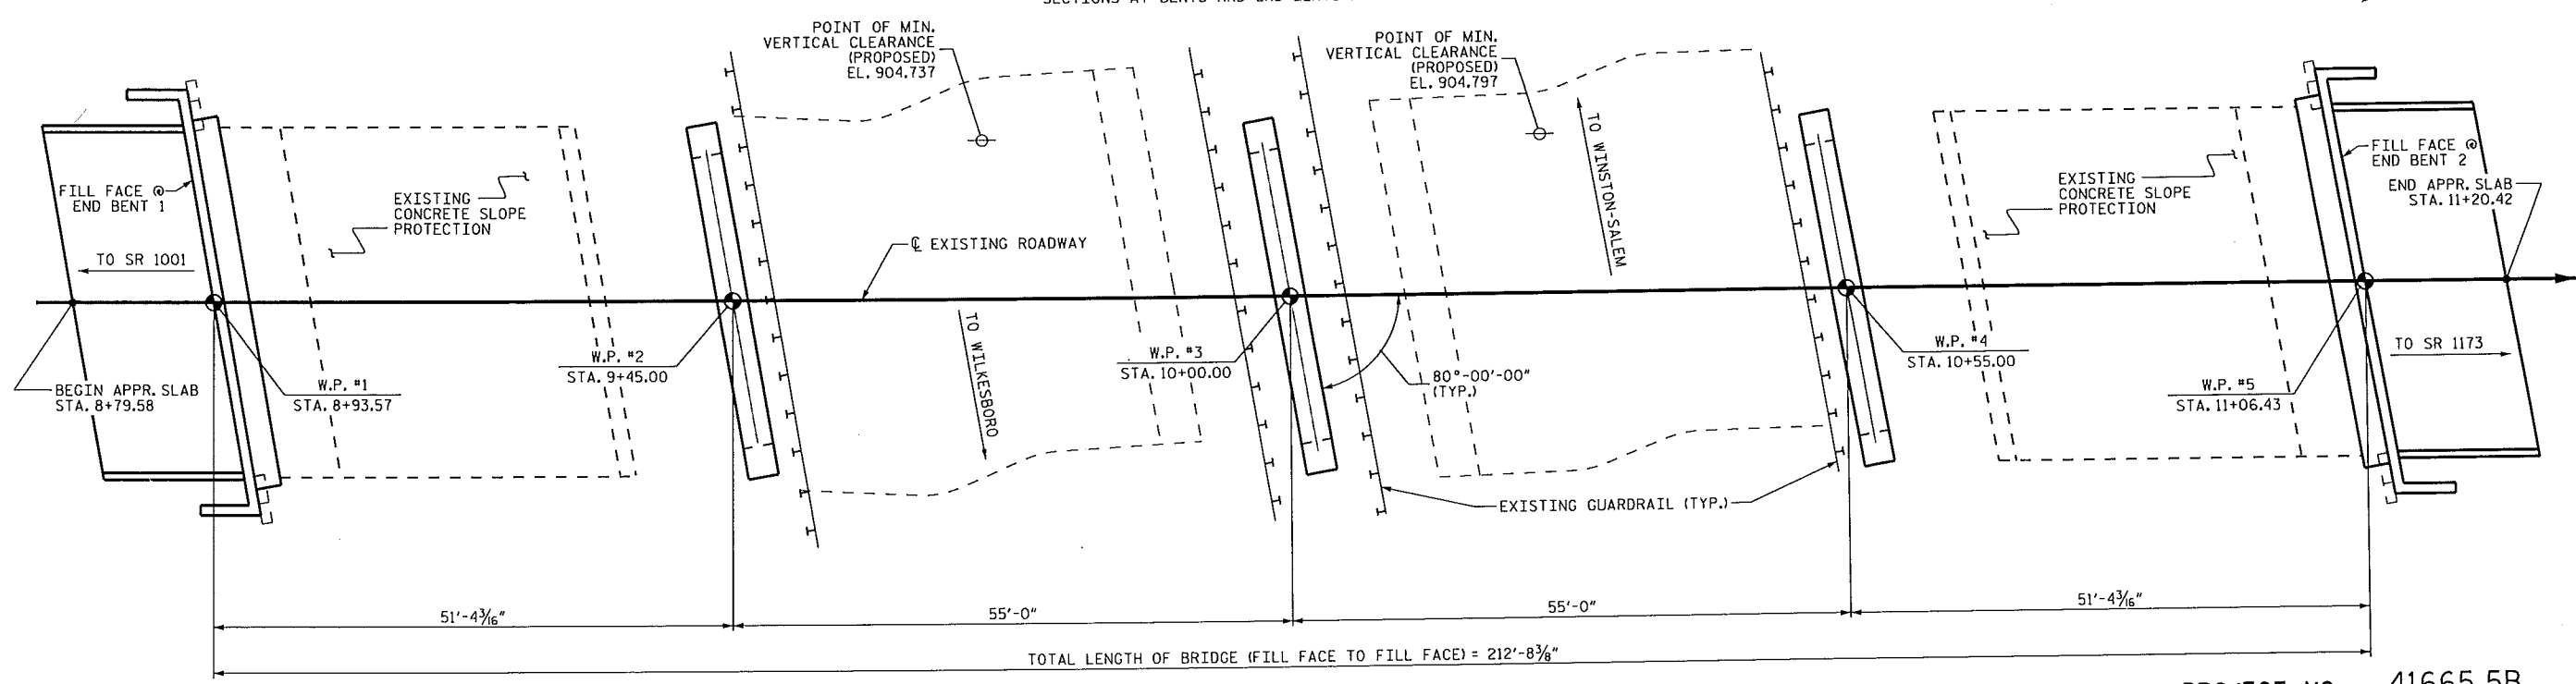 POINT OF MIN.
VERTICAL CLEARANCE
(PROPOSED)
EL. 904.737
POINT OF MIN.
VERTICAL CLEARANCE
(PROPOSED)
EL. 904.797
FILL FACE @
END BENT 1
EXISTING
CONCRETE SLOPE
PROTECTION
TO SR 1001
BEGIN APPR. SLAB
STA. 8+79.58
W.P. #1
STA. 8+93.57
W.P. #2
STA. 9+45.00
℄ EXISTING ROADWAY
TO WILKESBORO
W.P. #3
STA. 10+00.00
80°-00'-00"
(TYP.)
TO WINSTON-SALEM
EXISTING GUARDRAIL (TYP.)
W.P. #4
STA. 10+55.00
EXISTING
CONCRETE SLOPE
PROTECTION
FILL FACE @
END BENT 2
END APPR. SLAB
STA. 11+20.42
TO SR 1173
W.P. #5
STA. 11+06.43
51'-4 3/16"
55'-0"
55'-0"
51'-4 3/16"
TOTAL LENGTH OF BRIDGE (FILL FACE TO FILL FACE) = 212'-8 3/8"
41665.5B